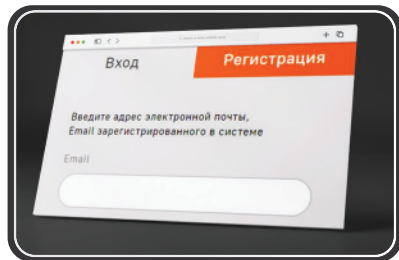 Вход
Регистрация
Введите адрес электронной почты,
Email зарегистрированного в системе
Email